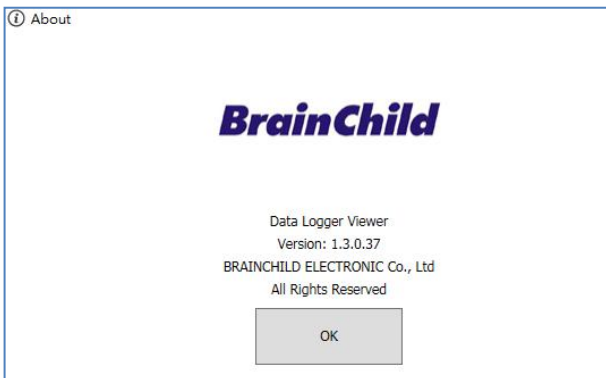 About
BrainChild
Data Logger Viewer
Version: 1.3.0.37
BRAINCHILD ELECTRONIC Co., Ltd
All Rights Reserved
OK